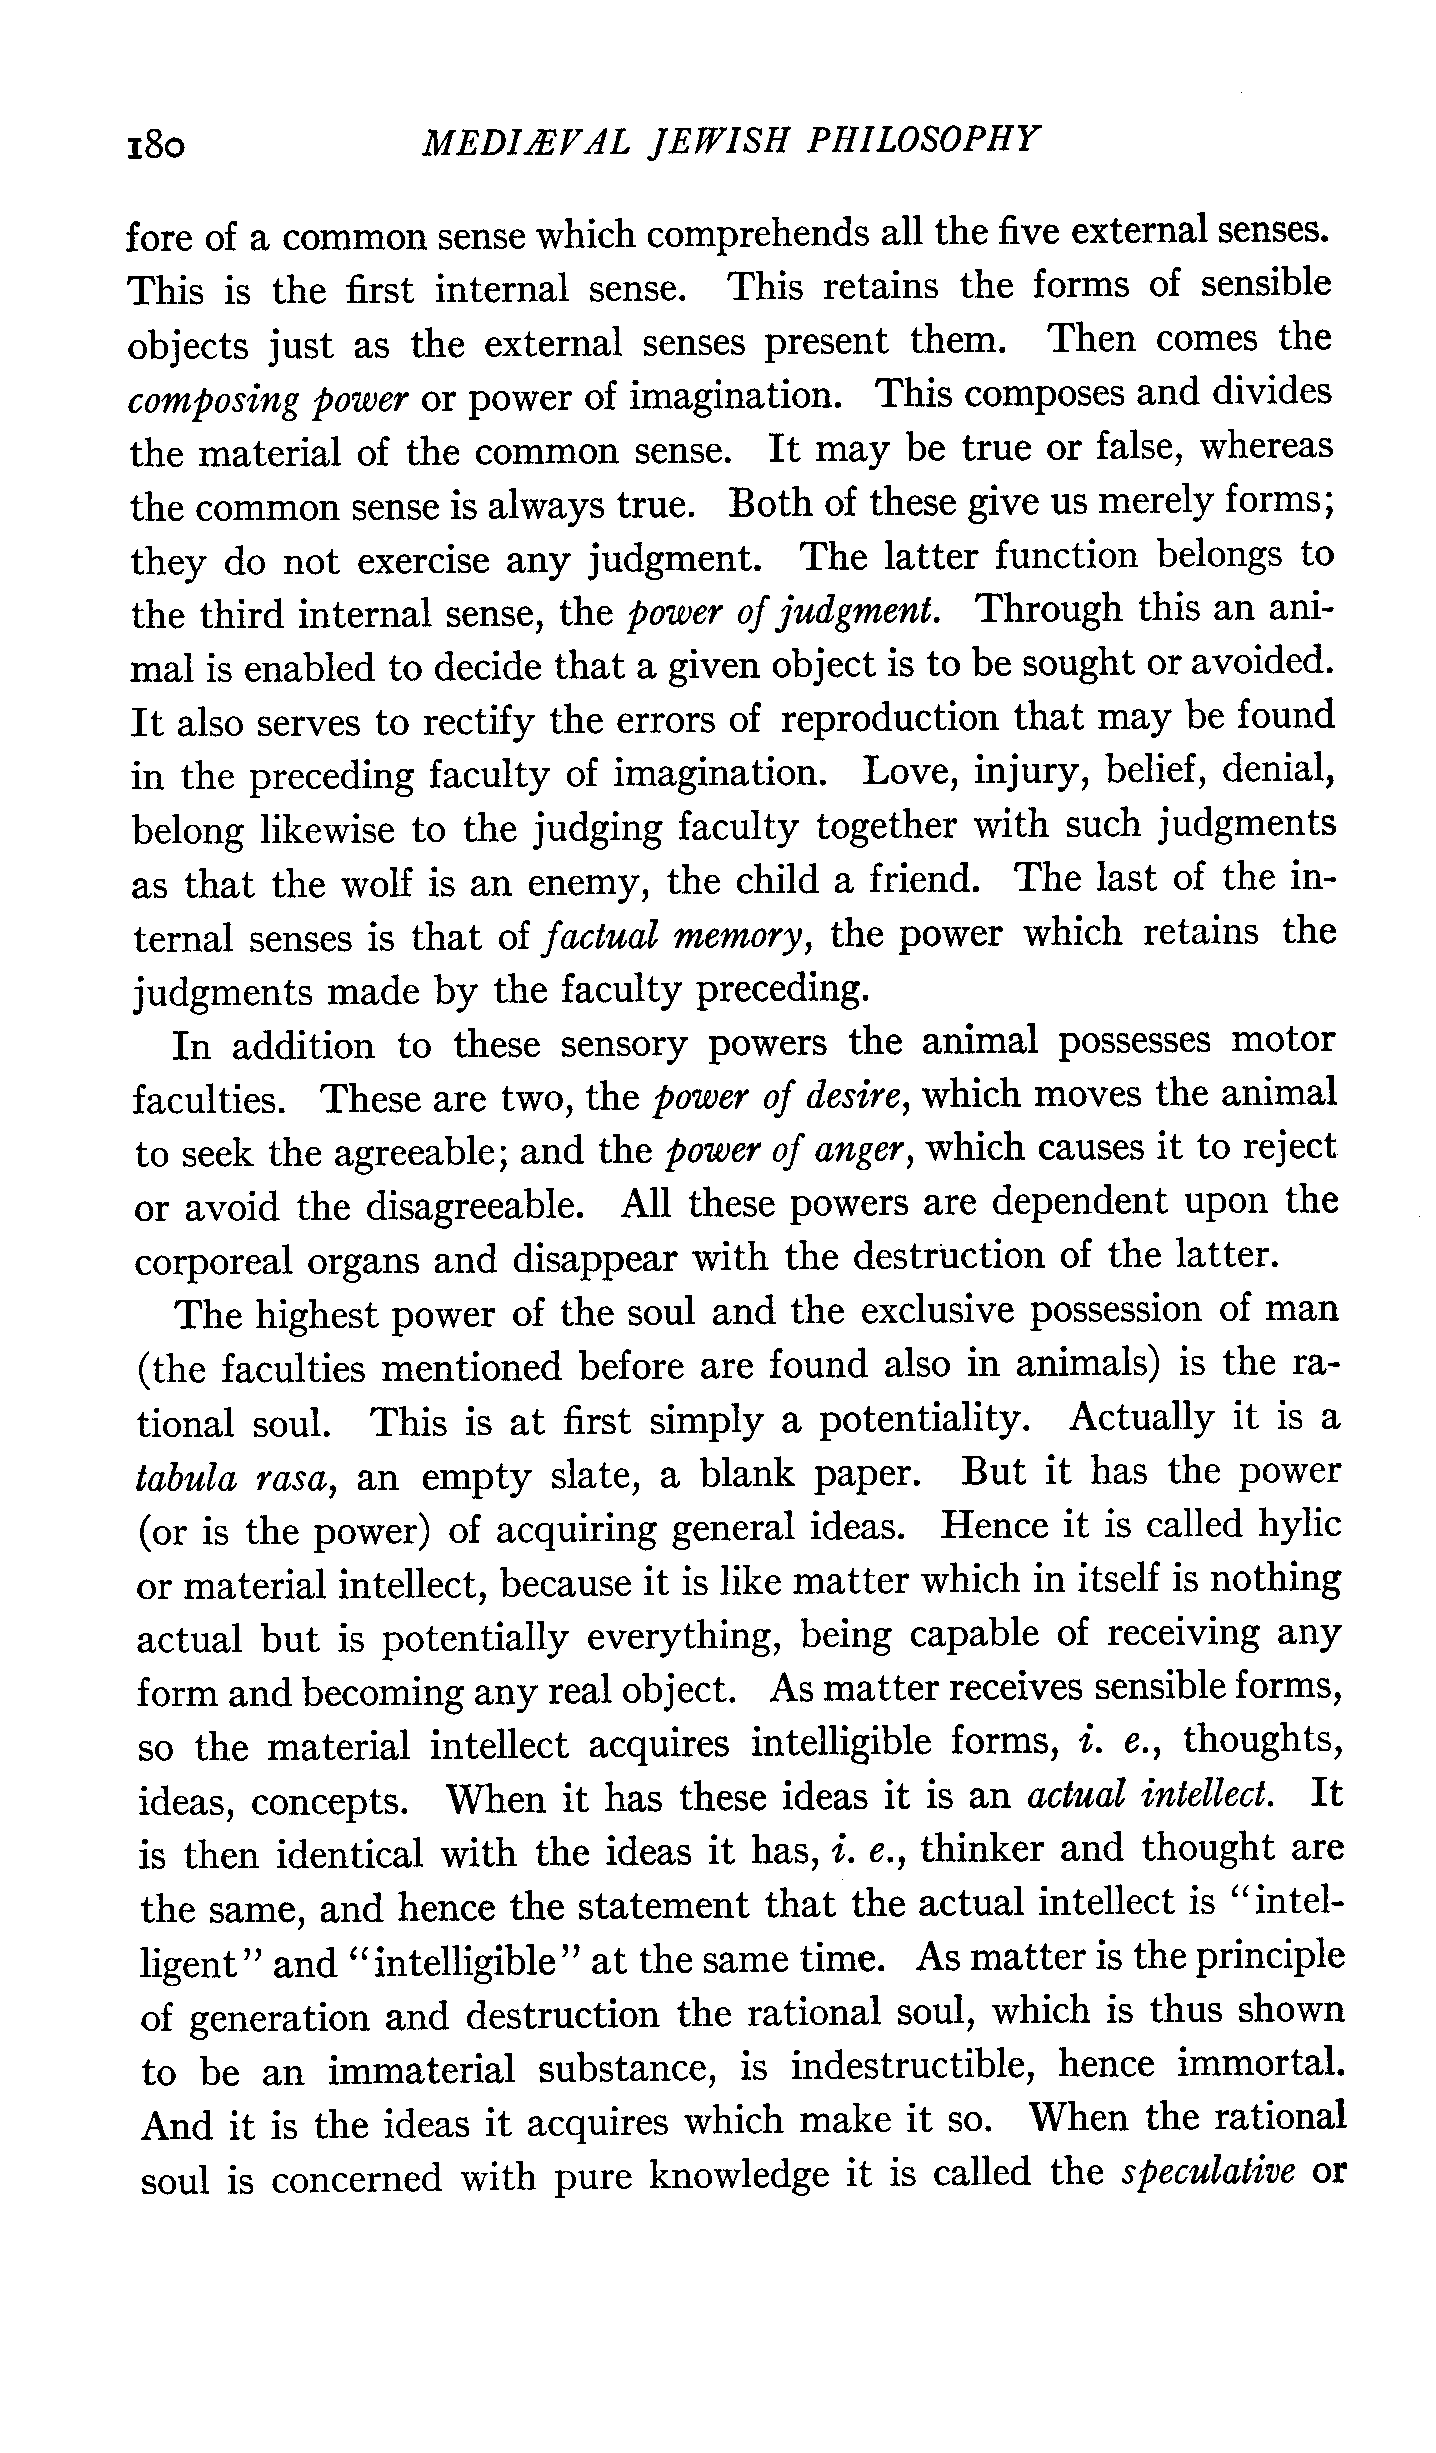 180 MEDIÆVAL JEWISH PHILOSOPHY
fore of a common sense which comprehends all the five external senses.
This is the first internal sense. This retains the forms of sensible
objects just as the external senses present them. Then comes the
composing power or power of imagination. This composes and divides
the material of the common sense. It may be true or false, whereas
the common sense is always true. Both of these give us merely forms;
they do not exercise any judgment. The latter function belongs to
the third internal sense, the power of judgment. Through this an ani-
mal is enabled to decide that a given object is to be sought or avoided.
It also serves to rectify the errors of reproduction that may be found
in the preceding faculty of imagination. Love, injury, belief, denial,
belong likewise to the judging faculty together with such judgments
as that the wolf is an enemy, the child a friend. The last of the in-
ternal senses is that of factual memory, the power which retains the
judgments made by the faculty preceding.
In addition to these sensory powers the animal possesses motor
faculties. These are two, the power of desire, which moves the animal
to seek the agreeable; and the power of anger, which causes it to reject
or avoid the disagreeable. All these powers are dependent upon the
corporeal organs and disappear with the destruction of the latter.
The highest power of the soul and the exclusive possession of man
(the faculties mentioned before are found also in animals) is the ra-
tional soul. This is at first simply a potentiality. Actually it is a
tabula rasa, an empty slate, a blank paper. But it has the power
(or is the power) of acquiring general ideas. Hence it is called hylic
or material intellect, because it is like matter which in itself is nothing
actual but is potentially everything, being capable of receiving any
form and becoming any real object. As matter receives sensible forms,
so the material intellect acquires intelligible forms, i. e., thoughts,
ideas, concepts. When it has these ideas it is an actual intellect. It
is then identical with the ideas it has, i. e., thinker and thought are
the same, and hence the statement that the actual intellect is "intel-
ligent" and "intelligible" at the same time. As matter is the principle
of generation and destruction the rational soul, which is thus shown
to be an immaterial substance, is indestructible, hence immortal.
And it is the ideas it acquires which make it so. When the rational
soul is concerned with pure knowledge it is called the speculative or